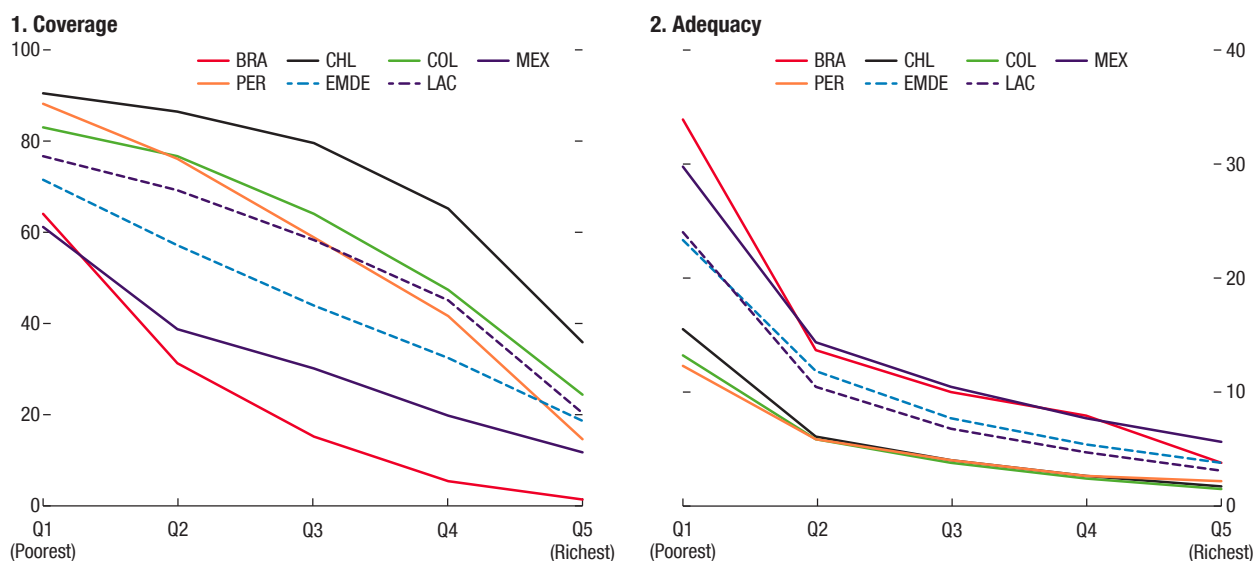 1. Coverage
100
BRA CHL COL MEX
PER EMDE LAC
80
60
40
20
0
Q1 Q2 Q3 Q4 Q5
(Poorest) (Richest)
2. Adequacy
40
BRA CHL COL MEX
PER EMDE LAC
30
20
10
0
Q1 Q2 Q3 Q4 Q5
(Poorest) (Richest)